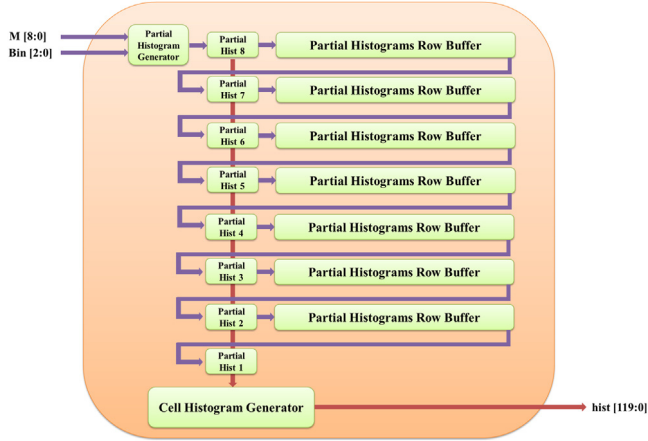 M [8:0]
Bin [2:0]
Partial
Histogram
Generator
Partial
Hist 8
Partial Histograms Row Buffer
Partial
Hist 7
Partial Histograms Row Buffer
Partial
Hist 6
Partial Histograms Row Buffer
Partial
Hist 5
Partial Histograms Row Buffer
Partial
Hist 4
Partial Histograms Row Buffer
Partial
Hist 3
Partial Histograms Row Buffer
Partial
Hist 2
Partial Histograms Row Buffer
Partial
Hist 1
Cell Histogram Generator
hist [119:0]